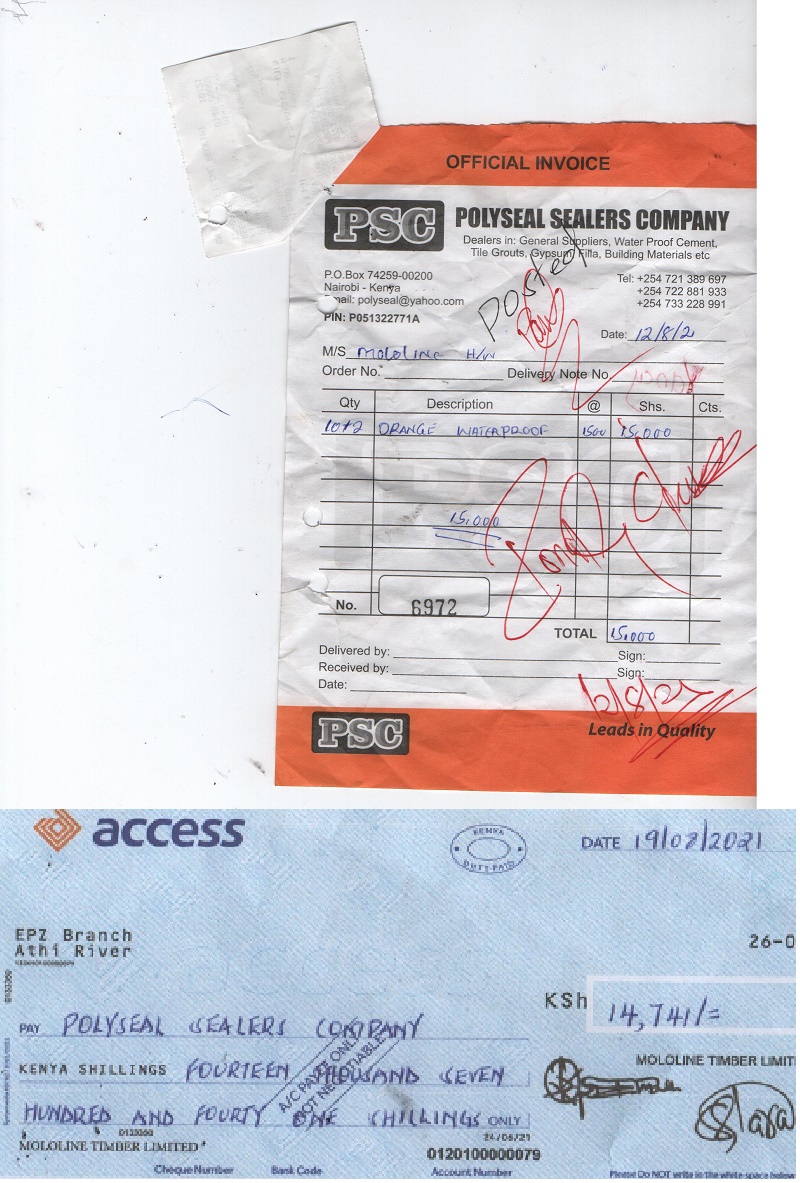 OFFICIAL INVOICE
PSC POLYSEAL SEALERS COMPANY
Dealers in: General Suppliers, Water Proof Cement,
Tile Grouts, Gypsum, Filla, Building Materials etc
P.O.Box 74259-00200
Nairobi - Kenya
Email: polyseal@yahoo.com
PIN: P051322771A
Tel: +254 721 389 697
+254 722 881 933
+254 733 228 991
Posted
Date: 12/8/21
M/S Mololine H/W
Order No. Delivery Note No.
Qty Description @ Shs. Cts.
10+2 ORANGE WATERPROOF 1500 15,000
15,000
No. 6972
TOTAL 15,000
Delivered by: Sign:
Received by: Sign:
Date:
12/8/21
PSC Leads in Quality
access
KENYA
DUTY PAID
DATE 19/08/2021
EPZ Branch
Athi River
26-0
KSh 14,741/=
PAY POLYSEAL SEALERS COMPANY
KENYA SHILLINGS FOURTEEN THOUSAND SEVEN
HUNDRED AND FOURTY ONE SHILLINGS ONLY
A/C PAYEE ONLY
NOT NEGOTIABLE
MOLOLINE TIMBER LIMIT
24/06/21
MOLOLINE TIMBER LIMITED
0120100000079
Cheque Number Bank Code Account Number
Please Do NOT write in the white space below